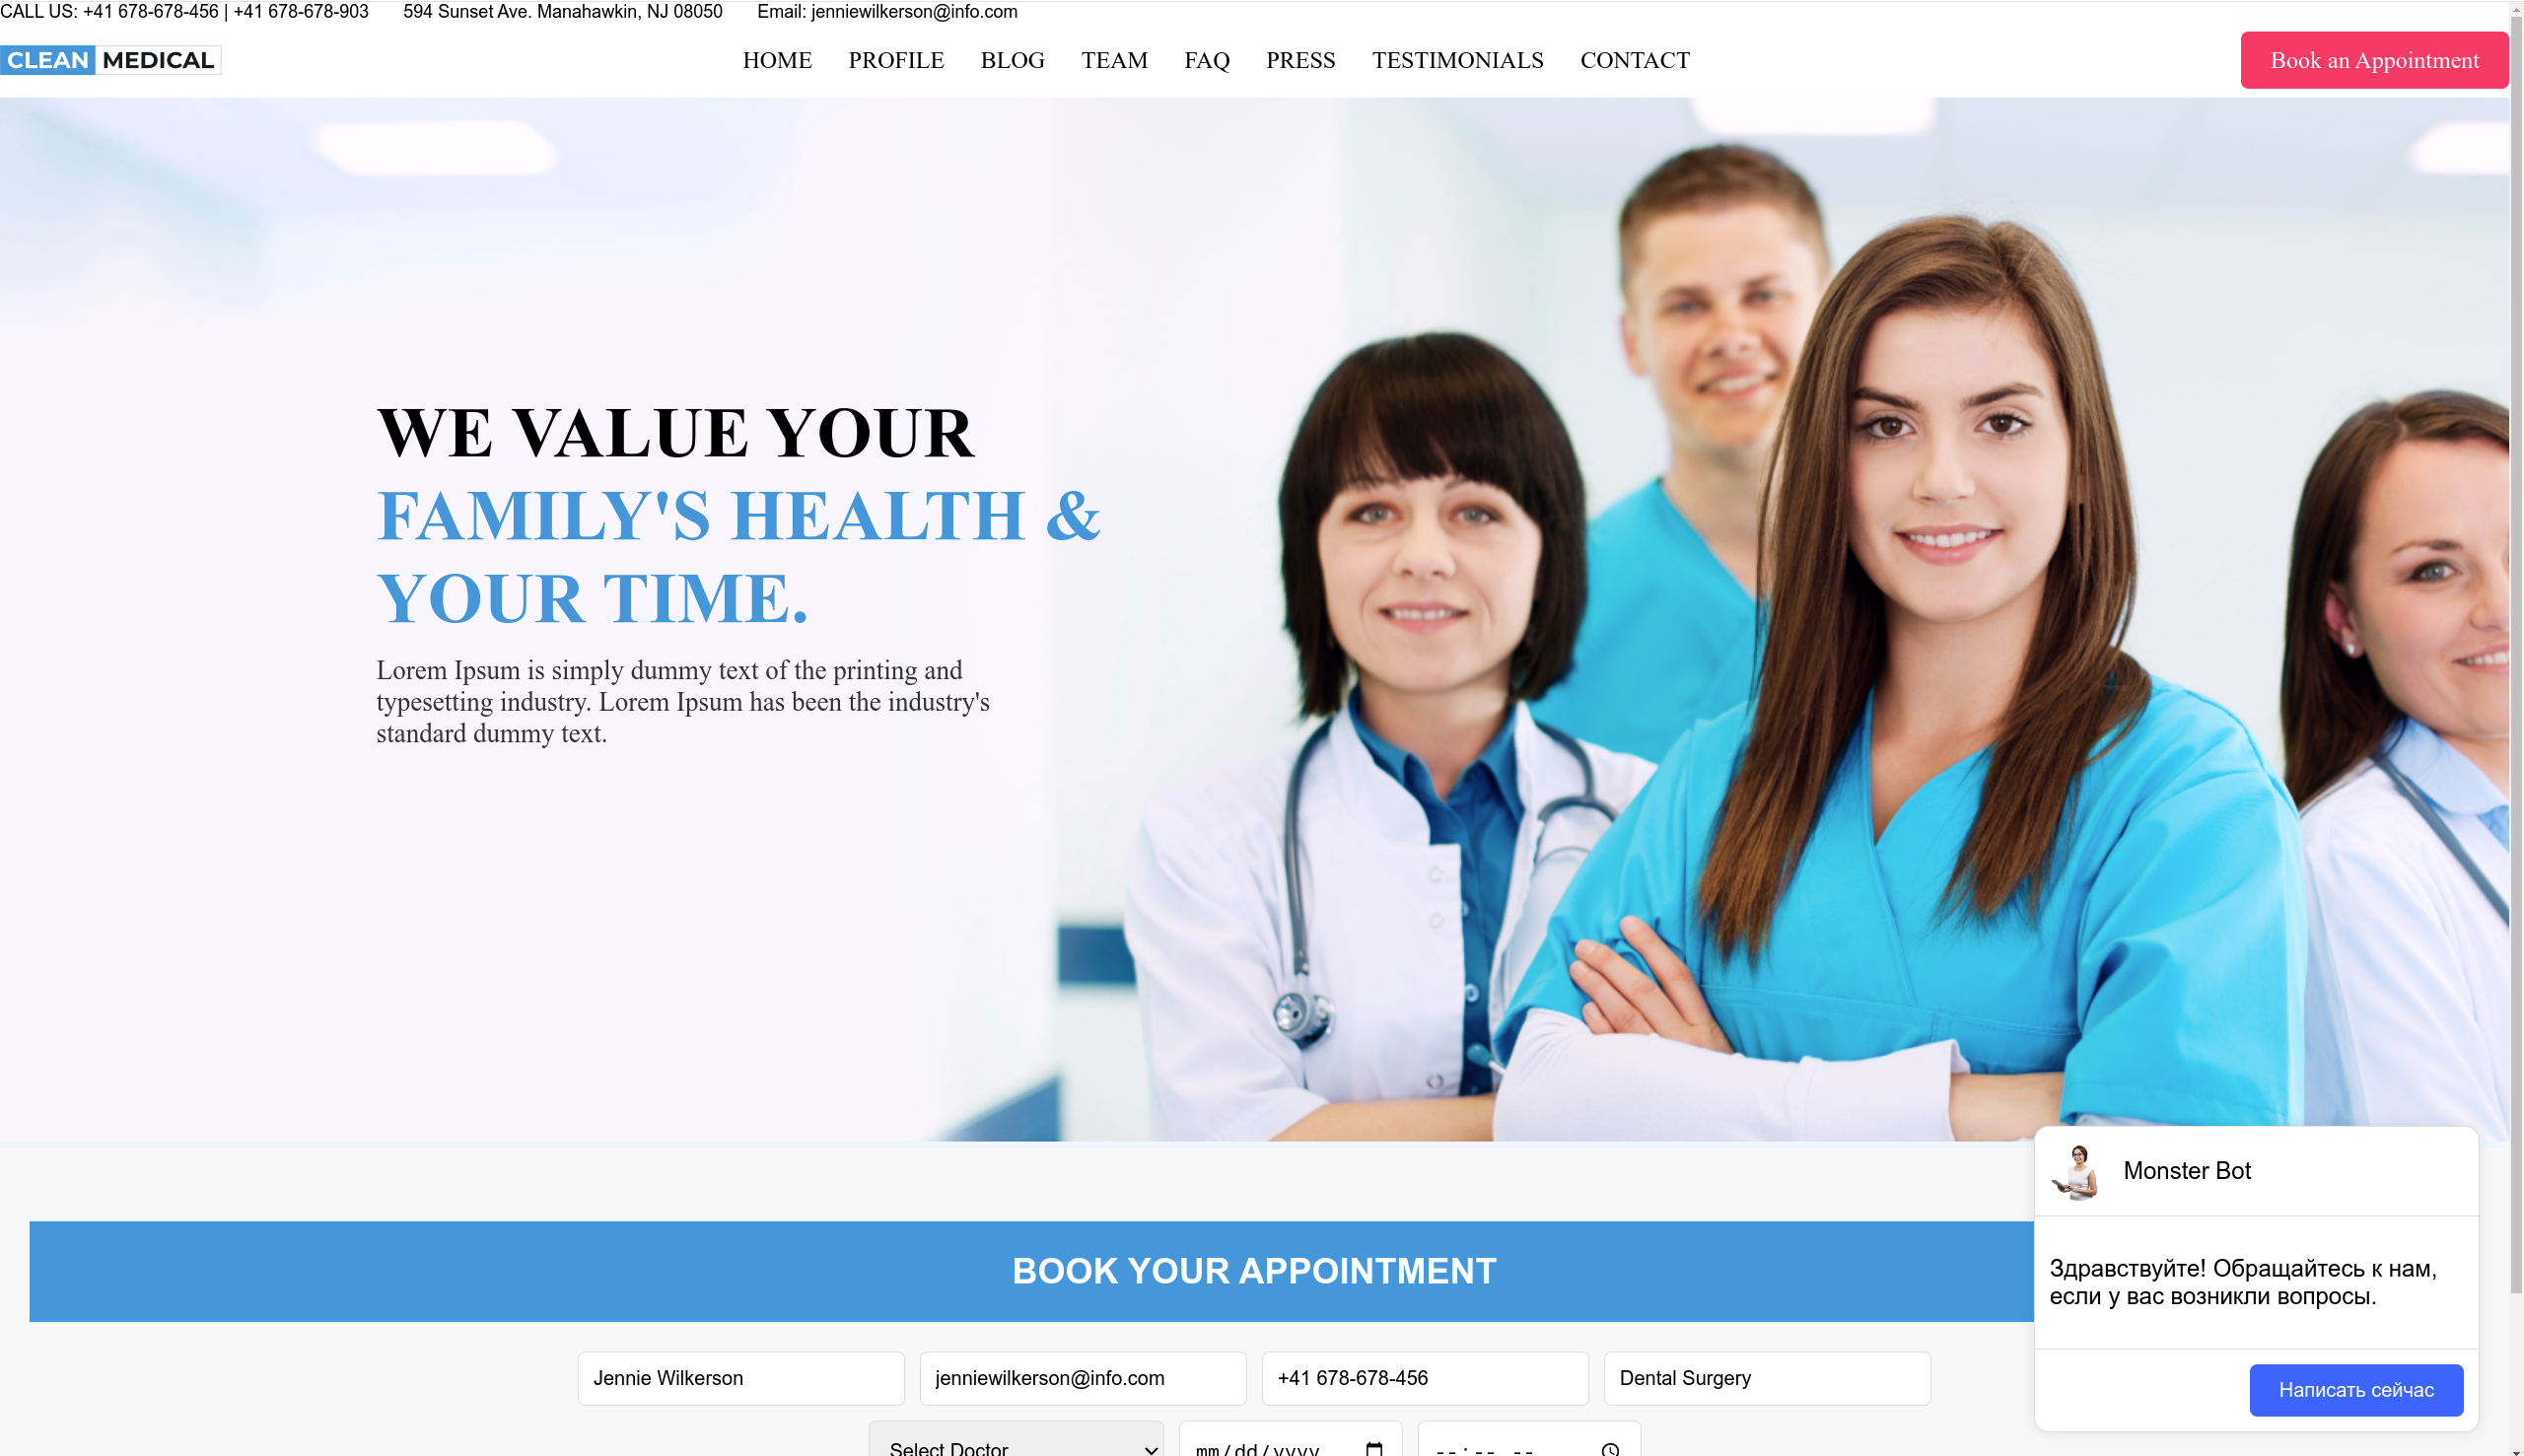 CALL US: +41 678-678-456 | +41 678-678-903 594 Sunset Ave. Manahawkin, NJ 08050 Email: jenniewilkerson@info.com
CLEAN MEDICAL HOME PROFILE BLOG TEAM FAQ PRESS TESTIMONIALS CONTACT Book an Appointment
WE VALUE YOUR
FAMILY'S HEALTH &
YOUR TIME.
Lorem Ipsum is simply dummy text of the printing and
typesetting industry. Lorem Ipsum has been the industry's
standard dummy text.
Monster Bot
Здравствуйте! Обращайтесь к нам,
если у вас возникли вопросы.
Написать сейчас
BOOK YOUR APPOINTMENT
Jennie Wilkerson jenniewilkerson@info.com +41 678-678-456 Dental Surgery
Select Doctor mm/dd/yyyy --:-- --